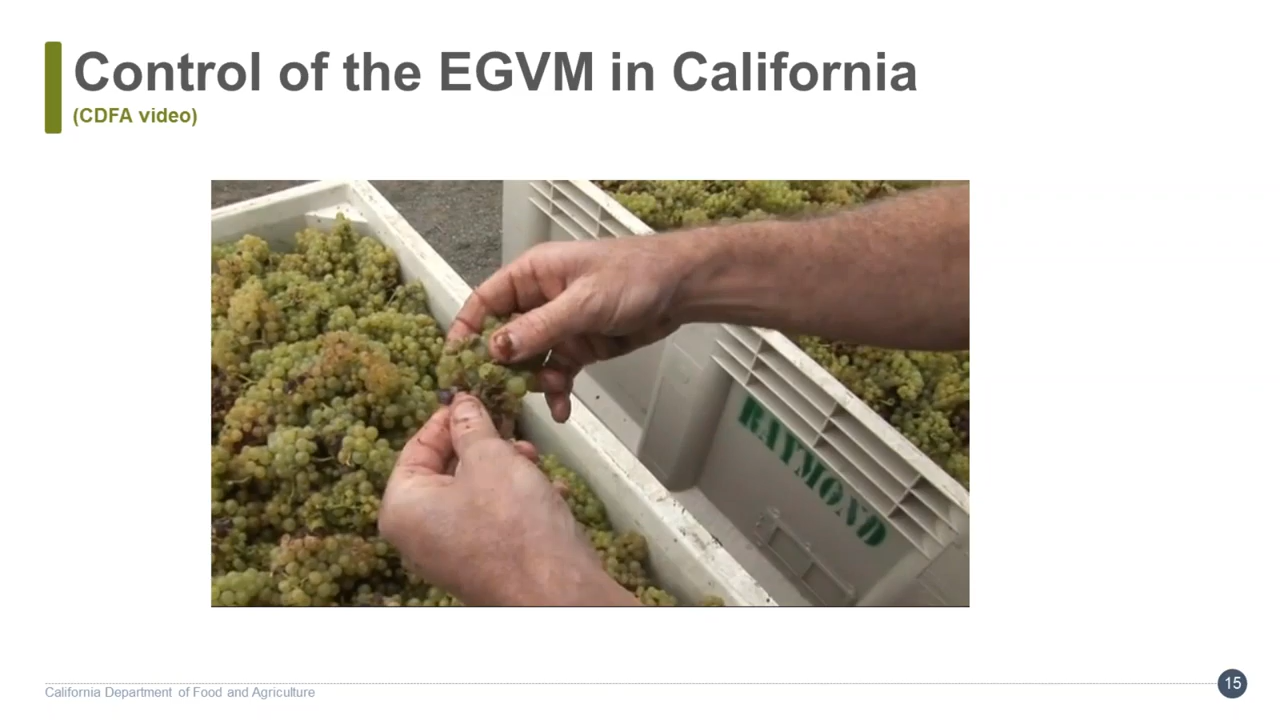 Control of the EGVM in California
(CDFA video)
RAYMOND
California Department of Food and Agriculture
15